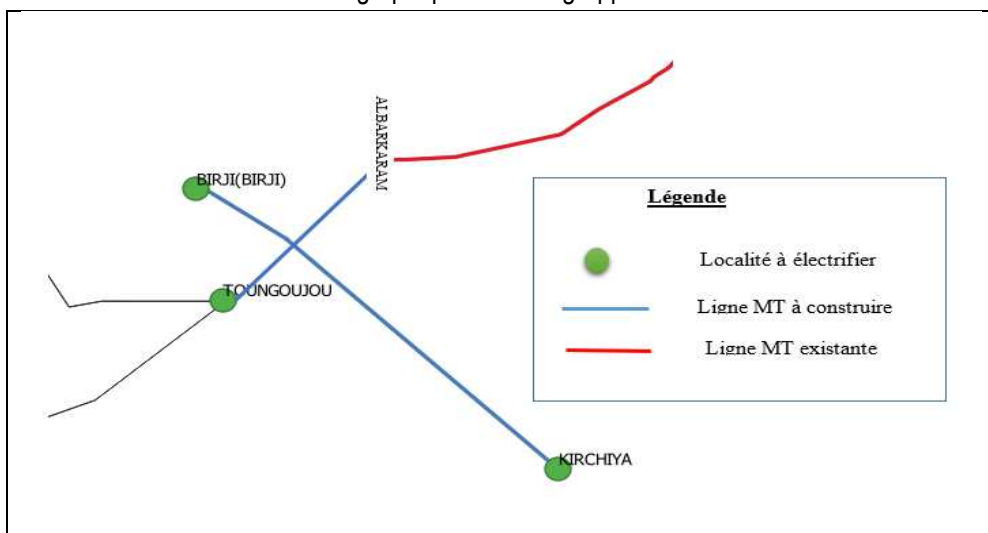 ALBARKARAM
BIRJI(BIRJI)
TOUNGOUJOU
KIRCHIYA
Légende
Localité à électrifier
Ligne MT à construire
Ligne MT existante